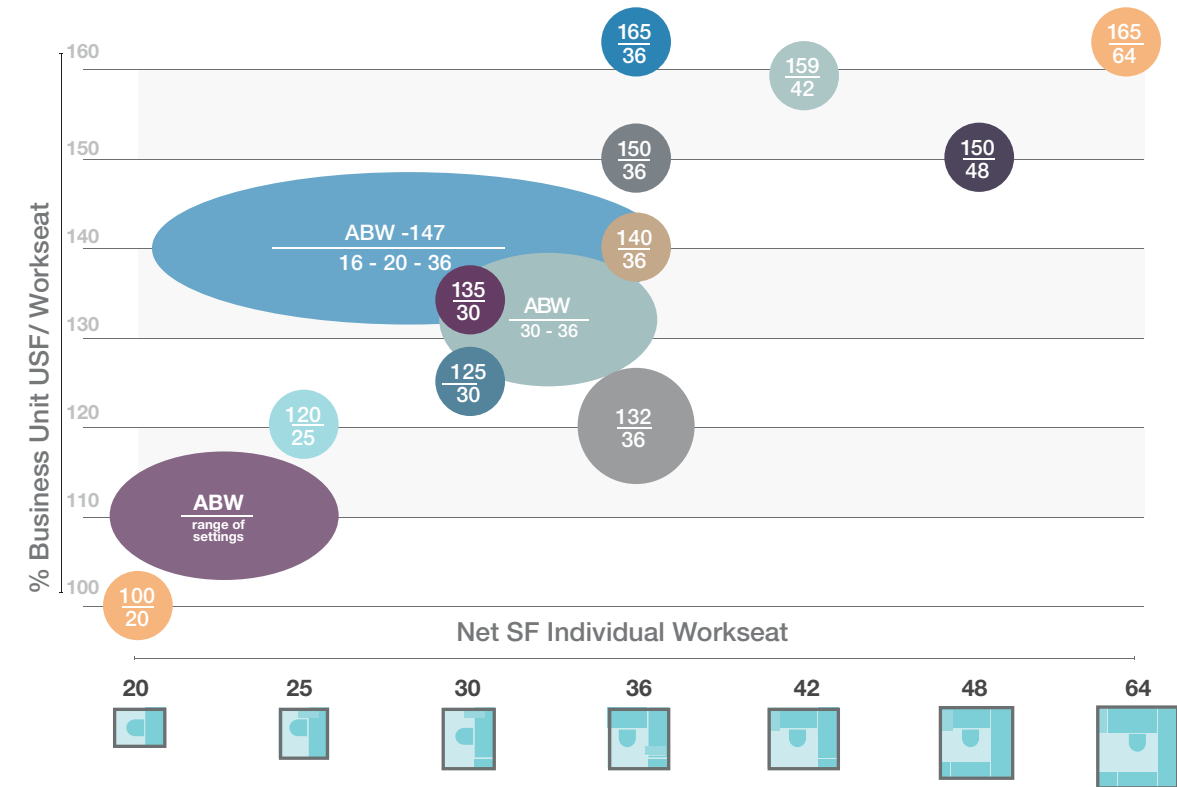 % Business Unit USF/ Workseat
160
150
140
130
120
110
100
165
36
165
64
159
42
150
36
150
48
ABW -147
16 - 20 - 36
140
36
135
30
ABW
30 - 36
125
30
120
25
132
36
ABW
range of
settings
100
20
Net SF Individual Workseat
20 25 30 36 42 48 64